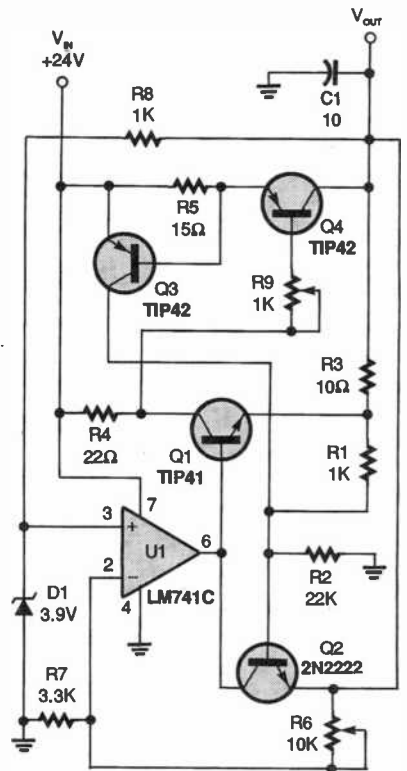 V_IN
+24V
V_OUT
C1
10
R8
1K
R5
15Ω
Q4
TIP42
Q3
TIP42
R9
1K
R3
10Ω
R4
22Ω
Q1
TIP41
R1
1K
3
+
7
6
U1
2
−
4
LM741C
R2
22K
D1
3.9V
Q2
2N2222
R7
3.3K
R6
10K